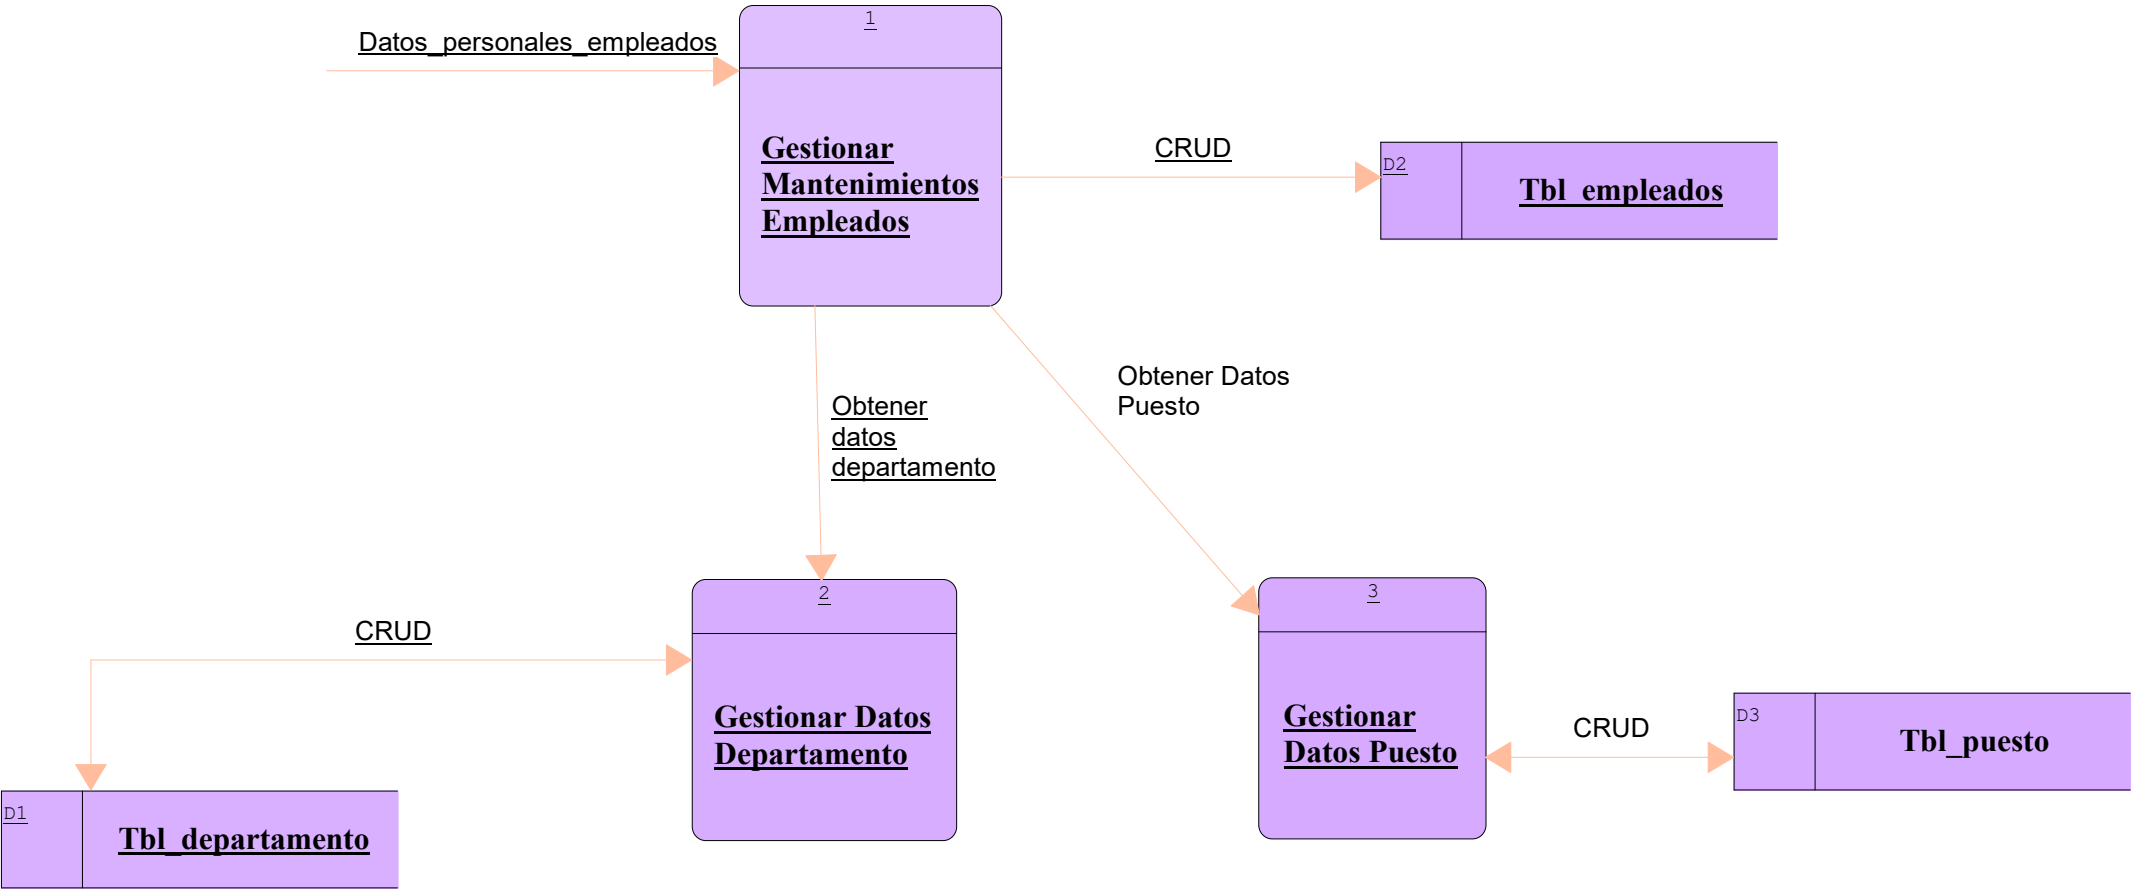 1
Datos_personales_empleados
Gestionar
Mantenimientos
Empleados
CRUD
D2
Tbl_empleados
Obtener Datos
Puesto
Obtener
datos
departamento
2
3
CRUD
Gestionar Datos
Departamento
Gestionar
Datos Puesto
CRUD
D3
Tbl_puesto
D1
Tbl_departamento